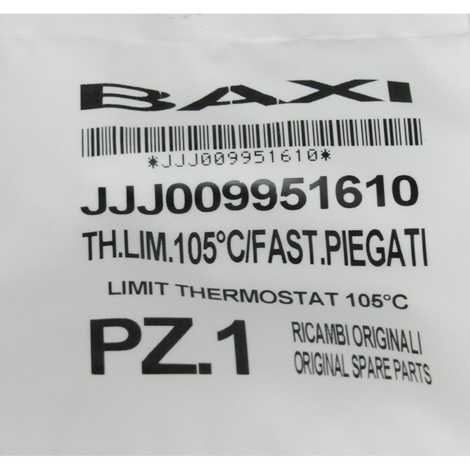 BAXI
*JJJ009951610*
JJJ009951610
TH.LIM.105°C/FAST.PIEGATI
LIMIT THERMOSTAT 105°C
PZ.1
RICAMBI ORIGINALI
ORIGINAL SPARE PARTS